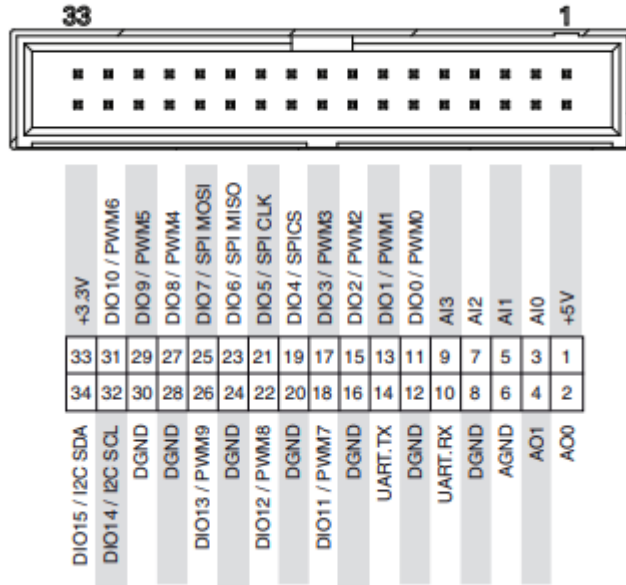 33 1
+3.3V
DIO10 / PWM6
DIO9 / PWM5
DIO8 / PWM4
DIO7 / SPI MOSI
DIO6 / SPI MISO
DIO5 / SPI CLK
DIO4 / SPICS
DIO3 / PWM3
DIO2 / PWM2
DIO1 / PWM1
DIO0 / PWM0
AI3
AI2
AI1
AI0
+5V
33 31 29 27 25 23 21 19 17 15 13 11 9 7 5 3 1
34 32 30 28 26 24 22 20 18 16 14 12 10 8 6 4 2
DIO15 / I2C SDA
DIO14 / I2C SCL
DGND
DGND
DIO13 / PWM9
DGND
DIO12 / PWM8
DGND
DIO11 / PWM7
DGND
UART.TX
DGND
UART.RX
DGND
AGND
AO1
AO0